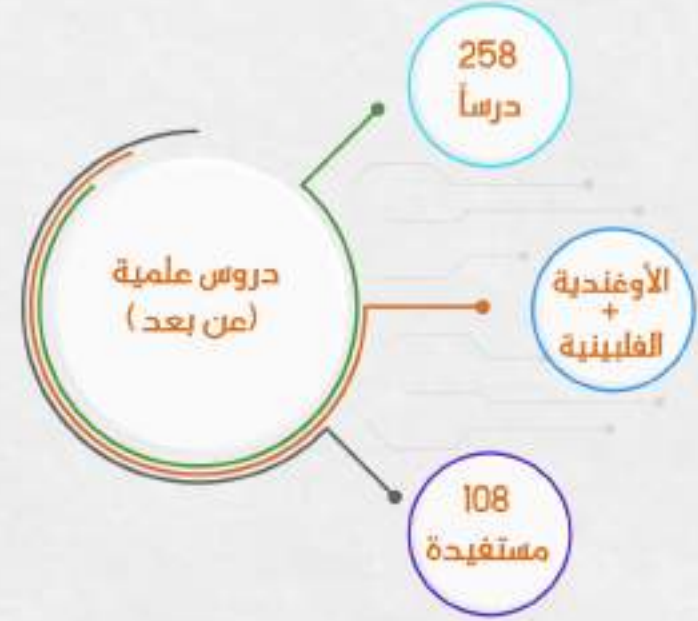 دروس علمية
(عن بعد)
258
درساً
الأوغندية
+
الفلبينية
108
مستفيدة